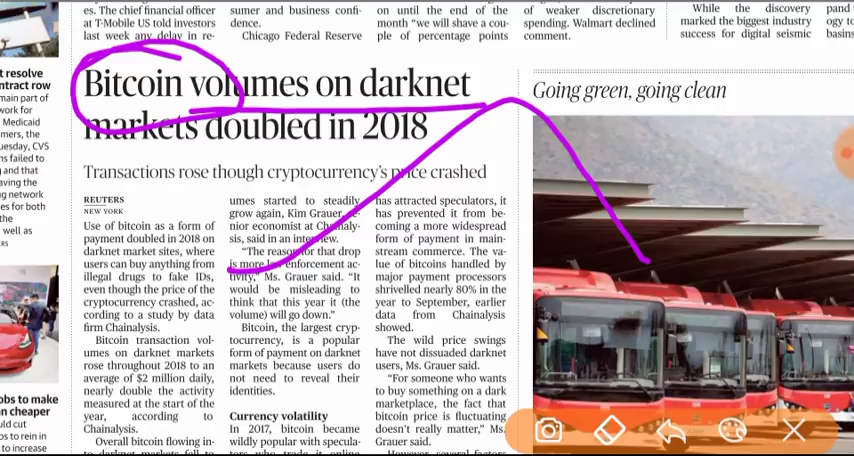 es. The chief financial officer
at T-Mobile US told investors
last week any delay in re-
sumer and business confi-
dence.
Chicago Federal Reserve
on until the end of the
month “we will shave a cou-
ple of percentage points
of weaker discretionary
spending. Walmart declined
comment.
While the discovery
marked the biggest industry
success for digital seismic
pand
ogy to
basins
t resolve
ntract row
main part of
work for
Medicaid
mers, the
uesday, CVS
ns failed to
and that
aving the
ng network
es for both
the
well as
ERS
obs to make
n cheaper
uld cut
os to rein in
to increase
Bitcoin volumes on darknet
markets doubled in 2018
Transactions rose though cryptocurrency’s price crashed
REUTERS
NEW YORK
Use of bitcoin as a form of
payment doubled in 2018 on
darknet market sites, where
users can buy anything from
illegal drugs to fake IDs,
even though the price of the
cryptocurrency crashed, ac-
cording to a study by data
firm Chainalysis.
Bitcoin transaction vol-
umes on darknet markets
rose throughout 2018 to an
average of $2 million daily,
nearly double the activity
measured at the start of the
year, according to
Chainalysis.
Overall bitcoin flowing in-
to darknet markets fell to
umes started to steadily
grow again, Kim Grauer, se-
nior economist at Chainaly-
sis, said in an interview.
“The reason for that drop
is more law enforcement ac-
tivity,” Ms. Grauer said. “It
would be misleading to
think that this year it (the
volume) will go down.”
Bitcoin, the largest cryp-
tocurrency, is a popular
form of payment on darknet
markets because users do
not need to reveal their
identities.
Currency volatility
In 2017, bitcoin became
wildly popular with specula-
tors who trade it online
has attracted speculators, it
has prevented it from be-
coming a more widespread
form of payment in main-
stream commerce. The va-
lue of bitcoins handled by
major payment processors
shrivelled nearly 80% in the
year to September, earlier
data from Chainalysis
showed.
The wild price swings
have not dissuaded darknet
users, Ms. Grauer said.
“For someone who wants
to buy something on a dark
marketplace, the fact that
bitcoin price is fluctuating
doesn’t really matter,” Ms.
Grauer said.
However, several factors
Going green, going clean